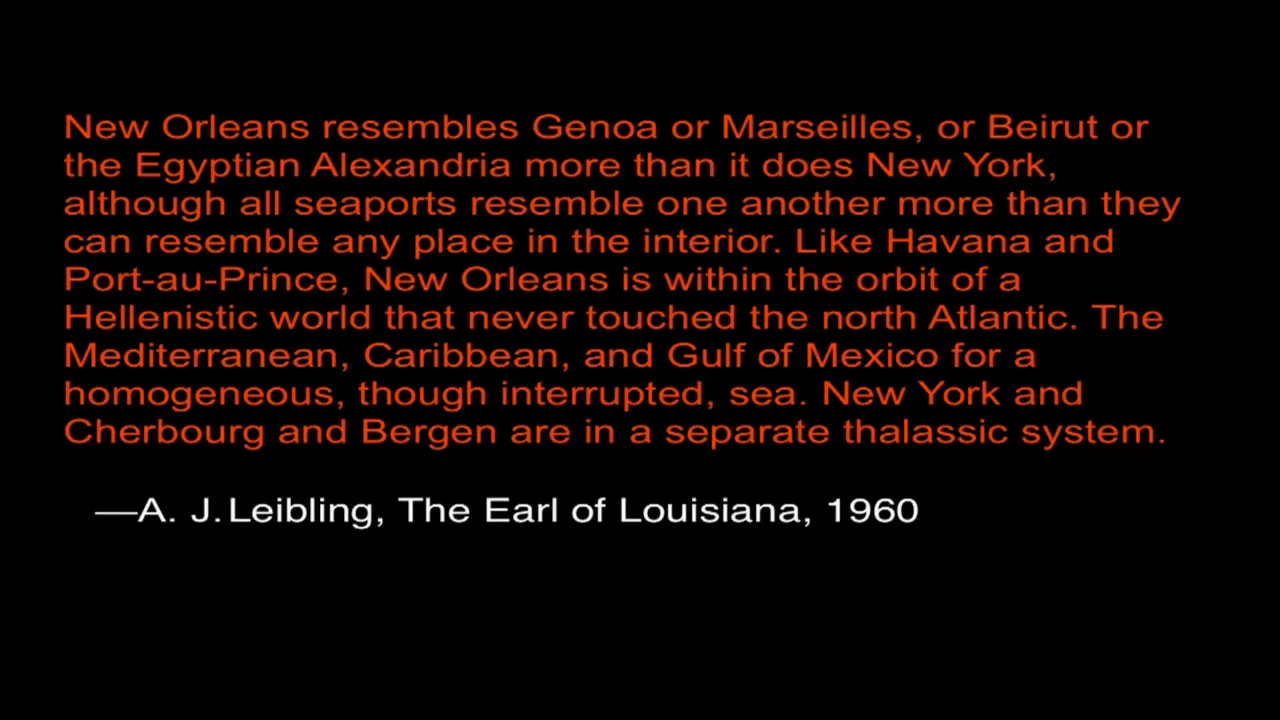 New Orleans resembles Genoa or Marseilles, or Beirut or
the Egyptian Alexandria more than it does New York,
although all seaports resemble one another more than they
can resemble any place in the interior. Like Havana and
Port-au-Prince, New Orleans is within the orbit of a
Hellenistic world that never touched the north Atlantic. The
Mediterranean, Caribbean, and Gulf of Mexico for a
homogeneous, though interrupted, sea. New York and
Cherbourg and Bergen are in a separate thalassic system.
—A. J. Leibling, The Earl of Louisiana, 1960